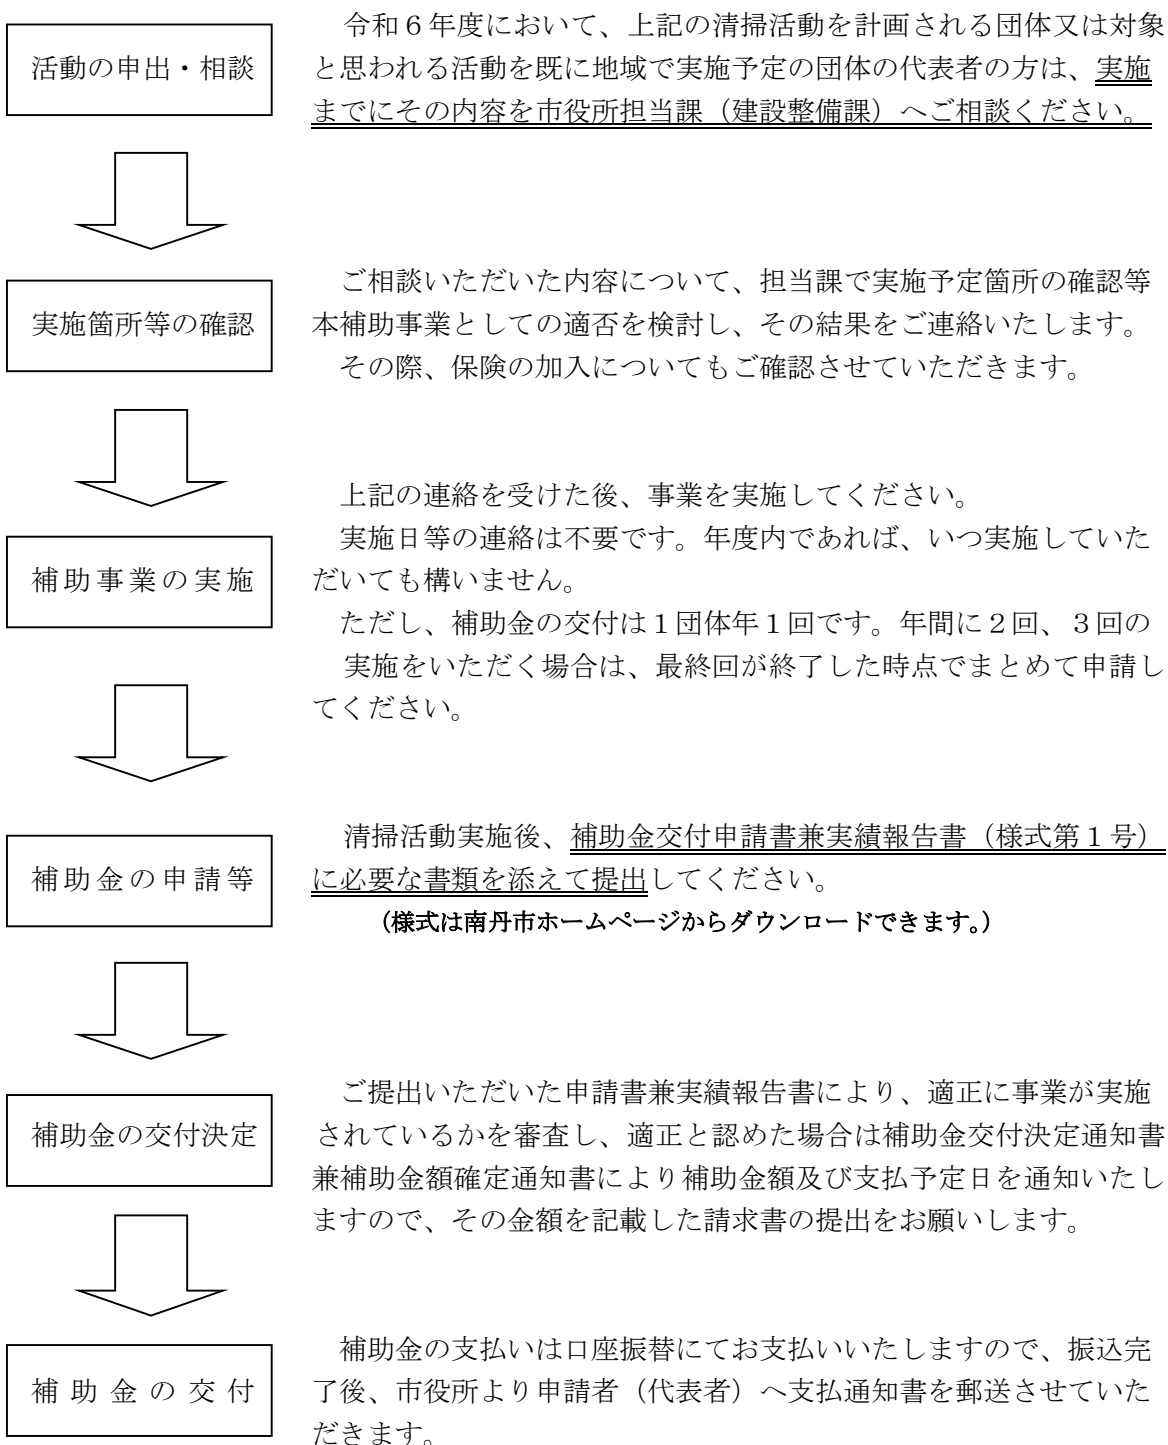 活動の申出・相談
令和６年度において、上記の清掃活動を計画される団体又は対象
と思われる活動を既に地域で実施予定の団体の代表者の方は、実施
までにその内容を市役所担当課（建設整備課）へご相談ください。
実施箇所等の確認
ご相談いただいた内容について、担当課で実施予定箇所の確認等
本補助事業としての適否を検討し、その結果をご連絡いたします。
その際、保険の加入についてもご確認させていただきます。
補助事業の実施
上記の連絡を受けた後、事業を実施してください。
実施日等の連絡は不要です。年度内であれば、いつ実施していた
だいても構いません。
ただし、補助金の交付は１団体年１回です。年間に２回、３回の
実施をいただく場合は、最終回が終了した時点でまとめて申請し
てください。
補助金の申請等
清掃活動実施後、補助金交付申請書兼実績報告書（様式第１号）
に必要な書類を添えて提出してください。
（様式は南丹市ホームページからダウンロードできます。）
補助金の交付決定
ご提出いただいた申請書兼実績報告書により、適正に事業が実施
されているかを審査し、適正と認めた場合は補助金交付決定通知書
兼補助金額確定通知書により補助金額及び支払予定日を通知いたし
ますので、その金額を記載した請求書の提出をお願いします。
補助金の交付
補助金の支払いは口座振替にてお支払いいたしますので、振込完
了後、市役所より申請者（代表者）へ支払通知書を郵送させていた
だきます。